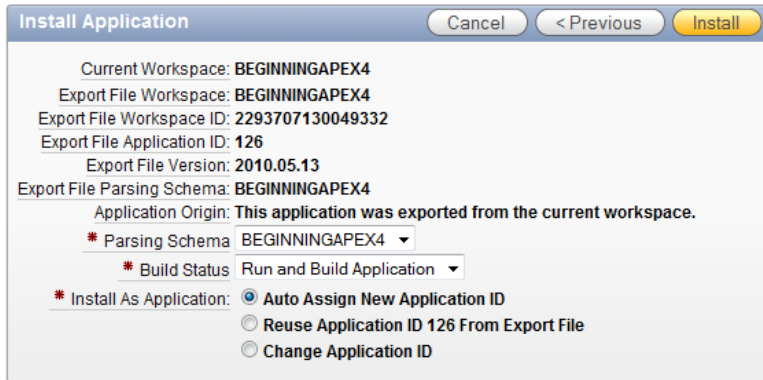 Install Application
Cancel
< Previous
Install
Current Workspace: BEGINNINGAPEX4
Export File Workspace: BEGINNINGAPEX4
Export File Workspace ID: 2293707130049332
Export File Application ID: 126
Export File Version: 2010.05.13
Export File Parsing Schema: BEGINNINGAPEX4
Application Origin: This application was exported from the current workspace.
* Parsing Schema BEGINNINGAPEX4
* Build Status Run and Build Application
* Install As Application: Auto Assign New Application ID
Reuse Application ID 126 From Export File
Change Application ID